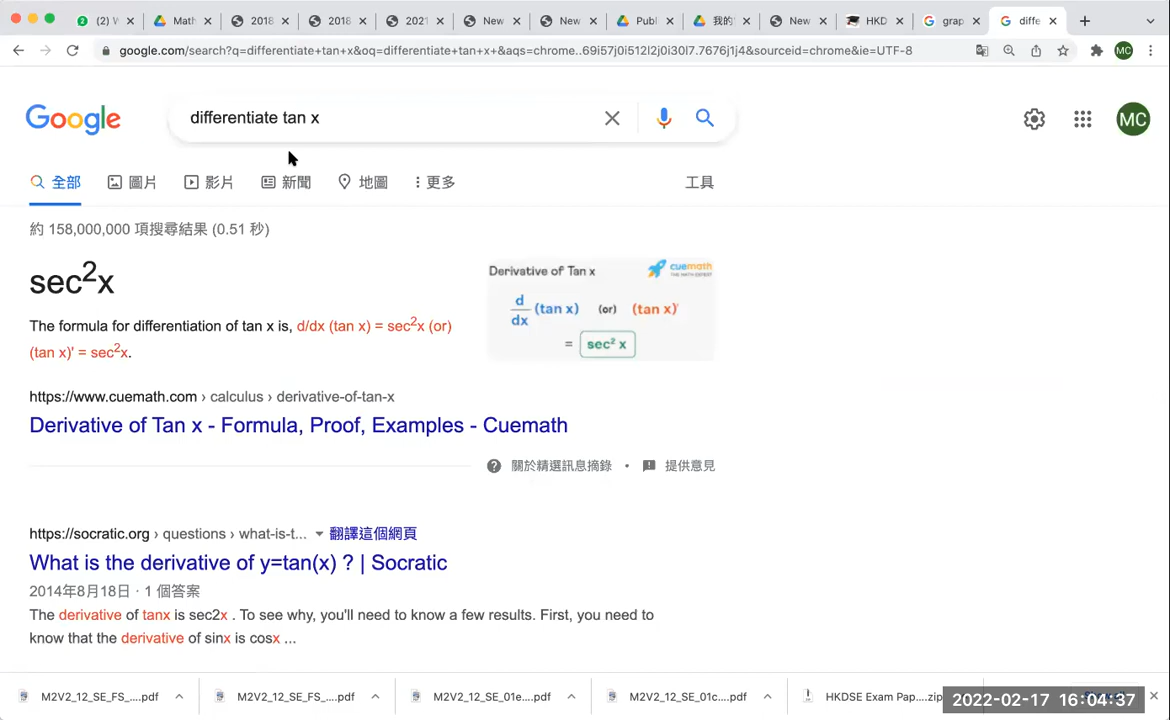 (2) W
Math
2018
2018
2021
New
New
Publ
我的
New
HKD
grap
diffe
google.com/search?q=differentiate+tan+x&oq=differentiate+tan+x+&aqs=chrome..69i57j0i512l2j0i30l7.7676j1j4&sourceid=chrome&ie=UTF-8
MC
Google
differentiate tan x
MC
全部
圖片
影片
新聞
地圖
更多
工具
約 158,000,000 項搜尋結果 (0.51 秒)
sec²x
Derivative of Tan x
cuemath
THE MATH EXPERT
d/dx (tan x) (or) (tan x)'
= sec² x
The formula for differentiation of tan x is, d/dx (tan x) = sec²x (or)
(tan x)' = sec²x.
https://www.cuemath.com › calculus › derivative-of-tan-x
Derivative of Tan x - Formula, Proof, Examples - Cuemath
關於精選訊息摘錄 • 提供意見
https://socratic.org › questions › what-is-t... 翻譯這個網頁
What is the derivative of y=tan(x) ? | Socratic
2014年8月18日 · 1 個答案
The derivative of tanx is sec2x . To see why, you'll need to know a few results. First, you need to
know that the derivative of sinx is cosx ...
M2V2_12_SE_FS_....pdf
M2V2_12_SE_FS_....pdf
M2V2_12_SE_01e...pdf
M2V2_12_SE_01c...pdf
HKDSE Exam Pap....zip
2022-02-17 16:04:37